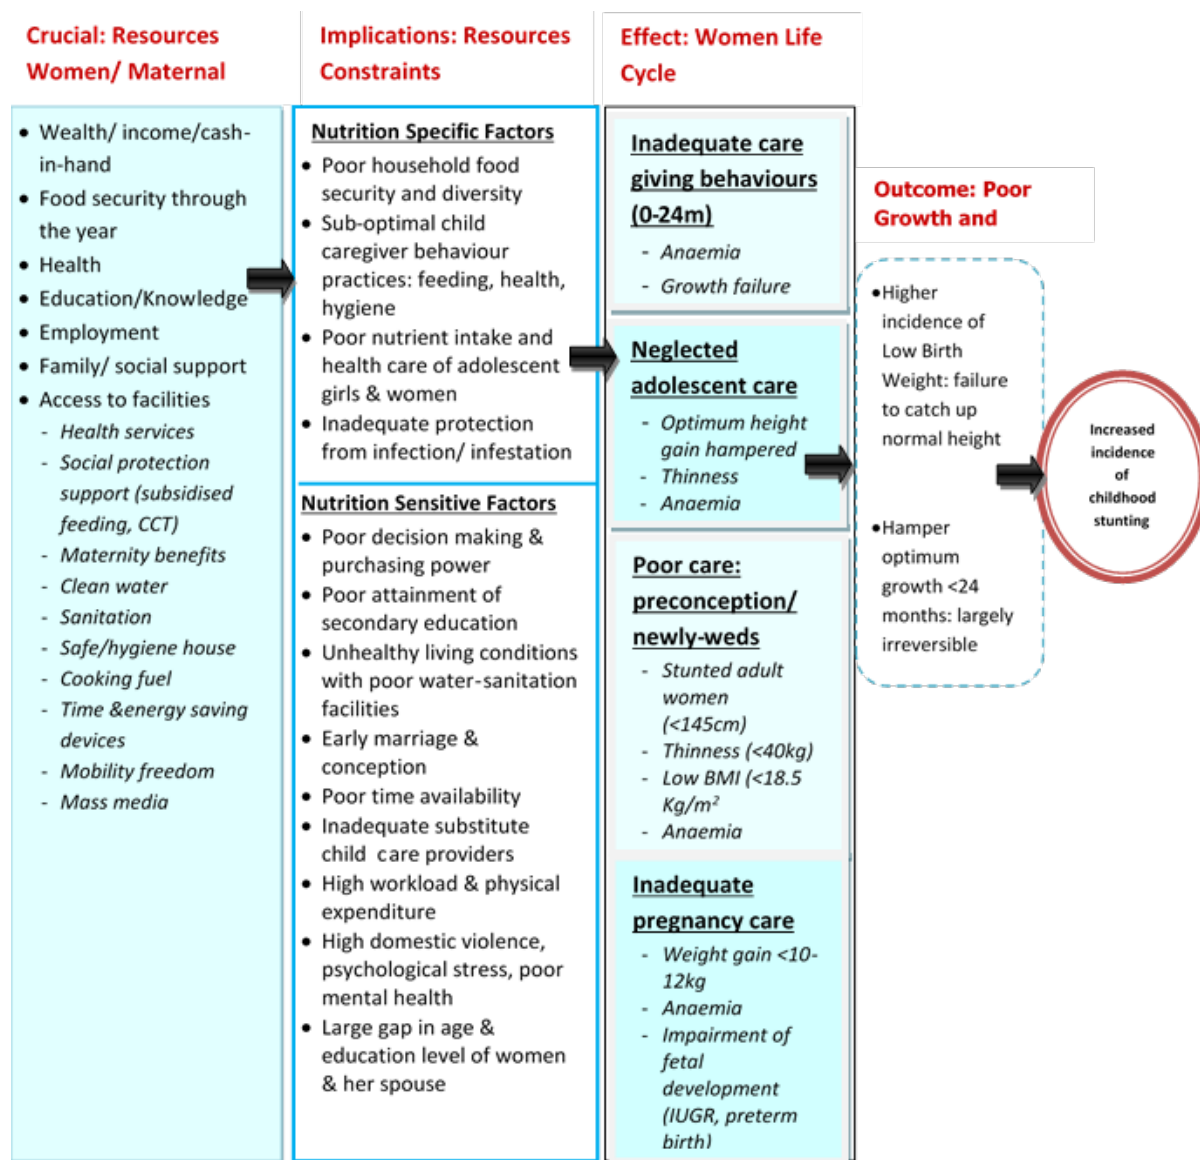 Crucial: Resources
Women/ Maternal
• Wealth/ income/cash-
in-hand
• Food security through
the year
• Health
• Education/Knowledge
• Employment
• Family/ social support
• Access to facilities
- Health services
- Social protection
support (subsidised
feeding, CCT)
- Maternity benefits
- Clean water
- Sanitation
- Safe/hygiene house
- Cooking fuel
- Time &energy saving
devices
- Mobility freedom
- Mass media
Implications: Resources
Constraints
Nutrition Specific Factors
• Poor household food
security and diversity
• Sub-optimal child
caregiver behaviour
practices: feeding, health,
hygiene
• Poor nutrient intake and
health care of adolescent
girls & women
• Inadequate protection
from infection/ infestation
Nutrition Sensitive Factors
• Poor decision making &
purchasing power
• Poor attainment of
secondary education
• Unhealthy living conditions
with poor water-sanitation
facilities
• Early marriage &
conception
• Poor time availability
• Inadequate substitute
child care providers
• High workload & physical
expenditure
• High domestic violence,
psychological stress, poor
mental health
• Large gap in age &
education level of women
& her spouse
Effect: Women Life
Cycle
Inadequate care
giving behaviours
(0-24m)
- Anaemia
- Growth failure
Neglected
adolescent care
- Optimum height
gain hampered
- Thinness
- Anaemia
Poor care:
preconception/
newly-weds
- Stunted adult
women
(<145cm)
- Thinness (<40kg)
- Low BMI (<18.5
Kg/m²
- Anaemia
Inadequate
pregnancy care
- Weight gain <10-
12kg
- Anaemia
- Impairment of
fetal
development
(IUGR, preterm
birth)
Outcome: Poor
Growth and
•Higher
incidence of
Low Birth
Weight: failure
to catch up
normal height
•Hamper
optimum
growth <24
months: largely
irreversible
Increased
incidence
of
childhood
stunting